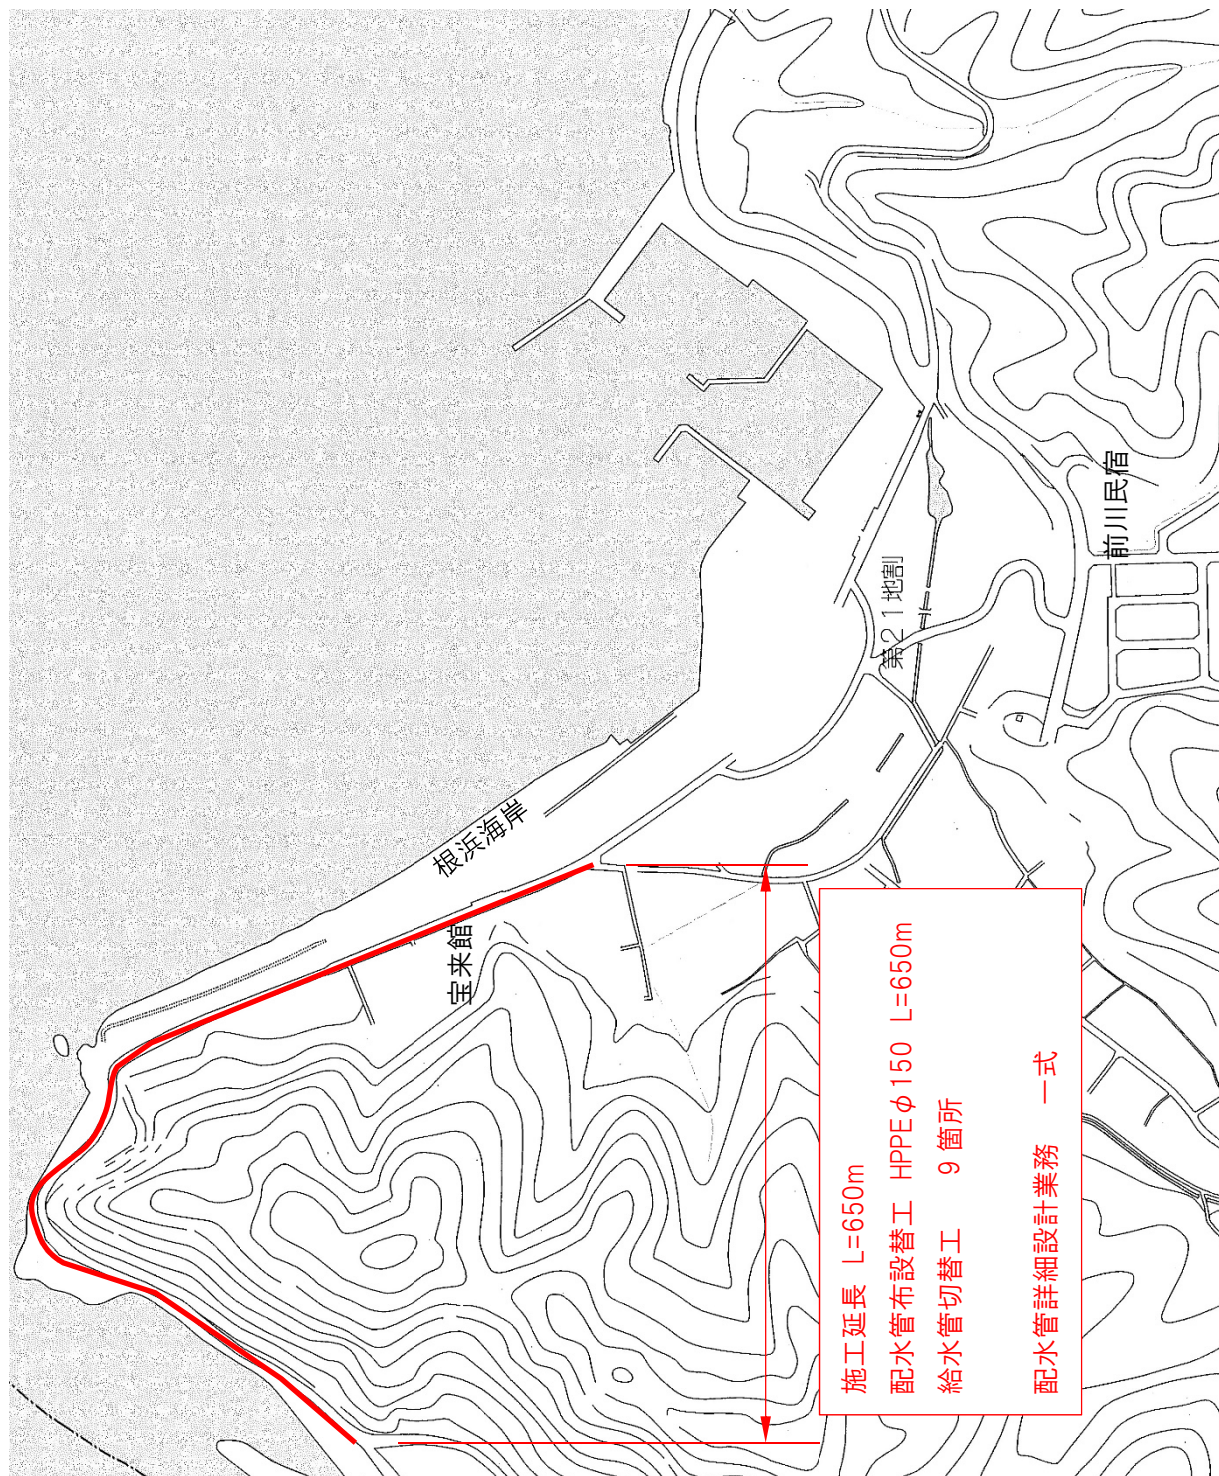 根浜海岸
宝来館
第21地割
前川民宿
施工延長 L=650m
配水管布設替工 HPPEφ150 L=650m
給水管切替工 9箇所
配水管詳細設計業務 一式